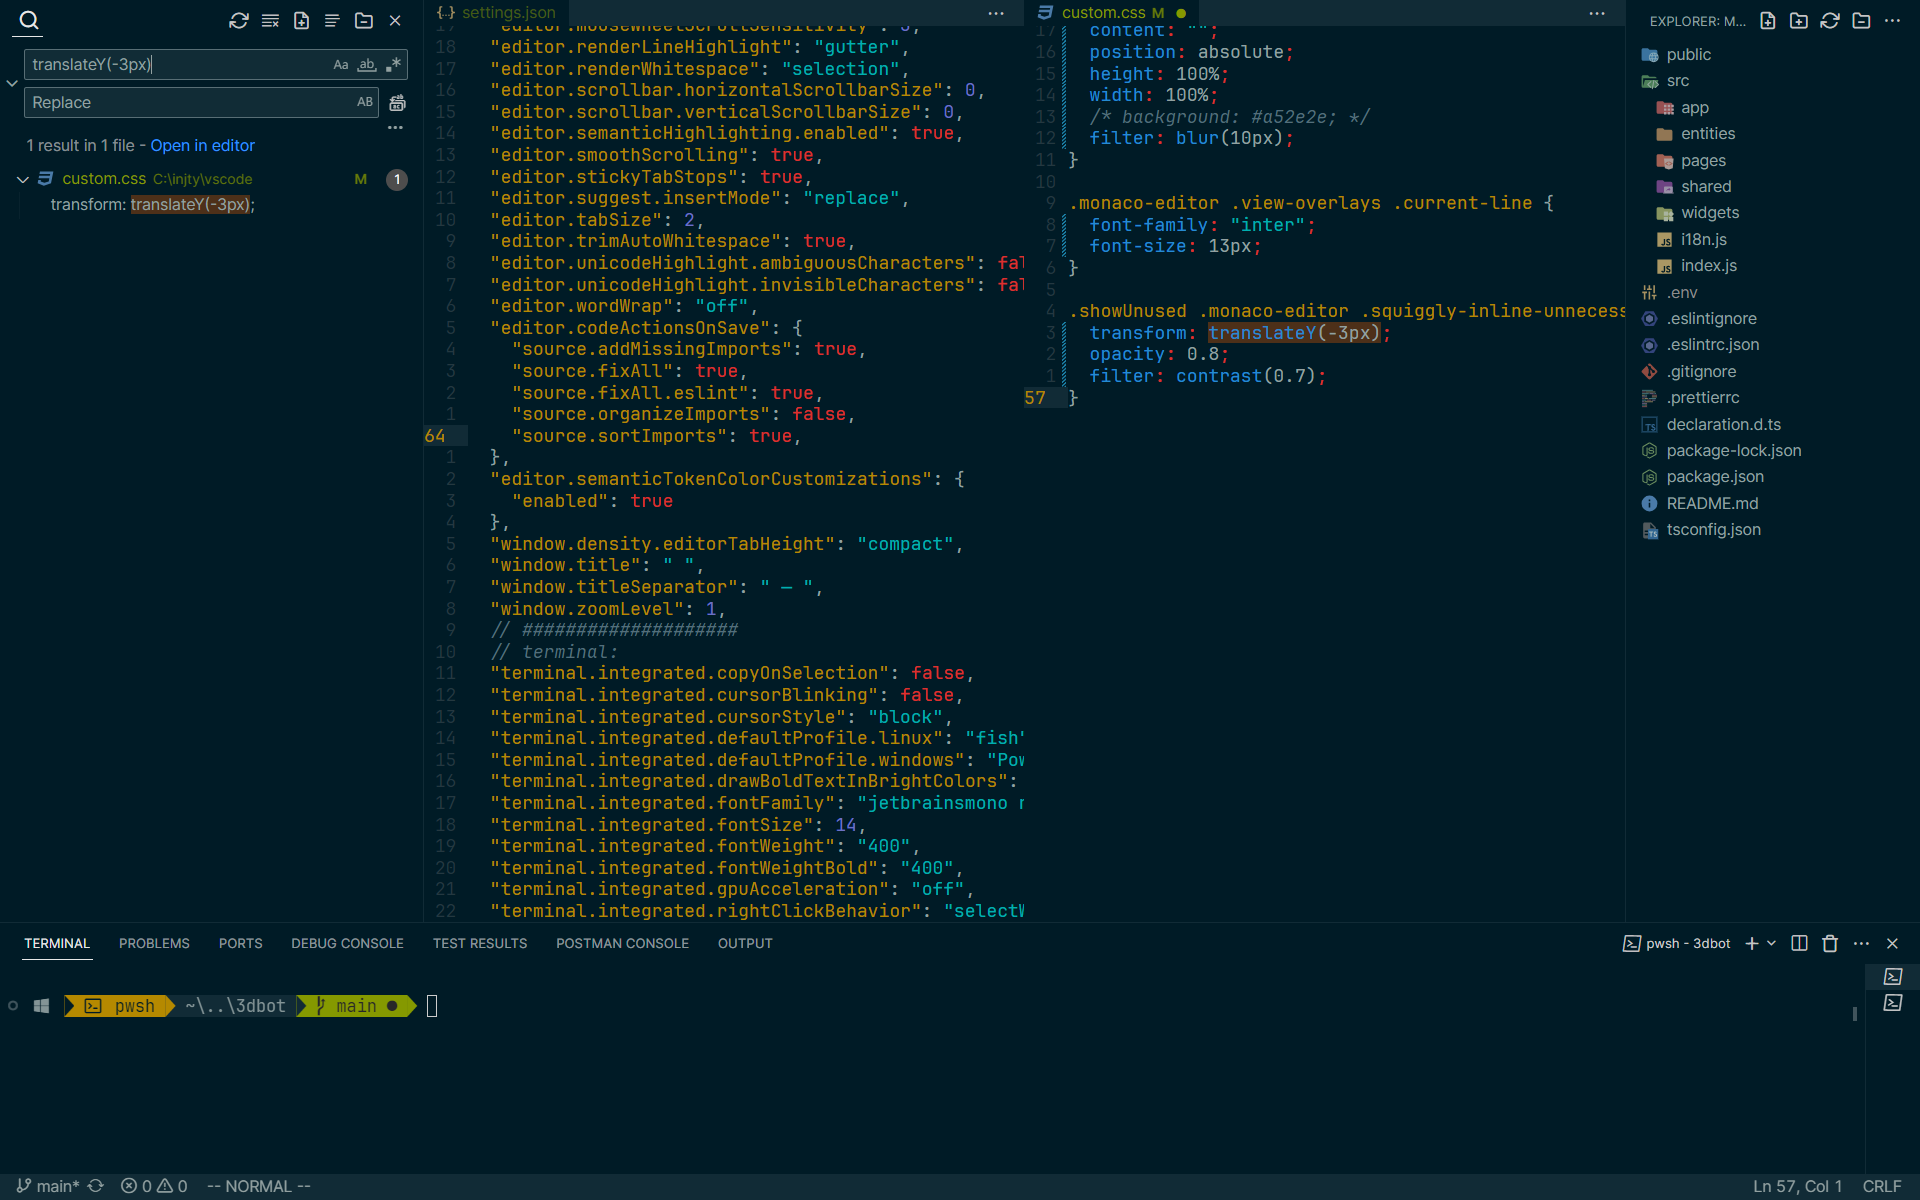 translateY(-3px)
Aa ab
Replace
AB
1 result in 1 file - Open in editor
custom.css C:\injty\vscode M 1
transform: translateY(-3px);
{..} settings.json
18 "editor.renderLineHighlight": "gutter",
17 "editor.renderWhitespace": "selection",
16 "editor.scrollbar.horizontalScrollbarSize": 0,
15 "editor.scrollbar.verticalScrollbarSize": 0,
14 "editor.semanticHighlighting.enabled": true,
13 "editor.smoothScrolling": true,
12 "editor.stickyTabStops": true,
11 "editor.suggest.insertMode": "replace",
10 "editor.tabSize": 2,
9 "editor.trimAutoWhitespace": true,
8 "editor.unicodeHighlight.ambiguousCharacters": fal
7 "editor.unicodeHighlight.invisibleCharacters": fal
6 "editor.wordWrap": "off",
5 "editor.codeActionsOnSave": {
4 "source.addMissingImports": true,
3 "source.fixAll": true,
2 "source.fixAll.eslint": true,
1 "source.organizeImports": false,
64 "source.sortImports": true,
1 },
2 "editor.semanticTokenColorCustomizations": {
3 "enabled": true
4 },
5 "window.density.editorTabHeight": "compact",
6 "window.title": " ",
7 "window.titleSeparator": " — ",
8 "window.zoomLevel": 1,
9 // ####################
10 // terminal:
11 "terminal.integrated.copyOnSelection": false,
12 "terminal.integrated.cursorBlinking": false,
13 "terminal.integrated.cursorStyle": "block",
14 "terminal.integrated.defaultProfile.linux": "fish"
15 "terminal.integrated.defaultProfile.windows": "Pow
16 "terminal.integrated.drawBoldTextInBrightColors":
17 "terminal.integrated.fontFamily": "jetbrainsmono n
18 "terminal.integrated.fontSize": 14,
19 "terminal.integrated.fontWeight": "400",
20 "terminal.integrated.fontWeightBold": "400",
21 "terminal.integrated.gpuAcceleration": "off",
22 "terminal.integrated.rightClickBehavior": "selectW
custom.css M
17 content: "";
16 position: absolute;
15 height: 100%;
14 width: 100%;
13 /* background: #a52e2e; */
12 filter: blur(10px);
11 }
10
9 .monaco-editor .view-overlays .current-line {
8 font-family: "inter";
7 font-size: 13px;
6 }
5
4 .showUnused .monaco-editor .squiggly-inline-unnecess
3 transform: translateY(-3px);
2 opacity: 0.8;
1 filter: contrast(0.7);
57 }
EXPLORER: M...
public
src
app
entities
pages
shared
widgets
i18n.js
index.js
.env
.eslintignore
.eslintrc.json
.gitignore
.prettierrc
declaration.d.ts
package-lock.json
package.json
README.md
tsconfig.json
TERMINAL PROBLEMS PORTS DEBUG CONSOLE TEST RESULTS POSTMAN CONSOLE OUTPUT
pwsh - 3dbot
pwsh ~\..\3dbot main
main* 0 0 -- NORMAL --
Ln 57, Col 1 CRLF